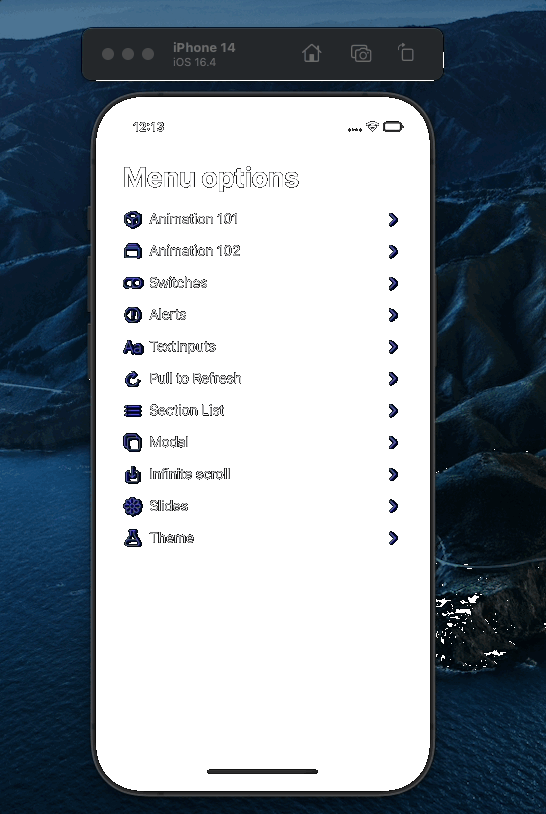 iPhone 14
iOS 16.4
12:13
Menu options
Animation 101
Animation 102
Switches
Alerts
TextInputs
Pull to Refresh
Section List
Modal
Infinite scroll
Slides
Theme